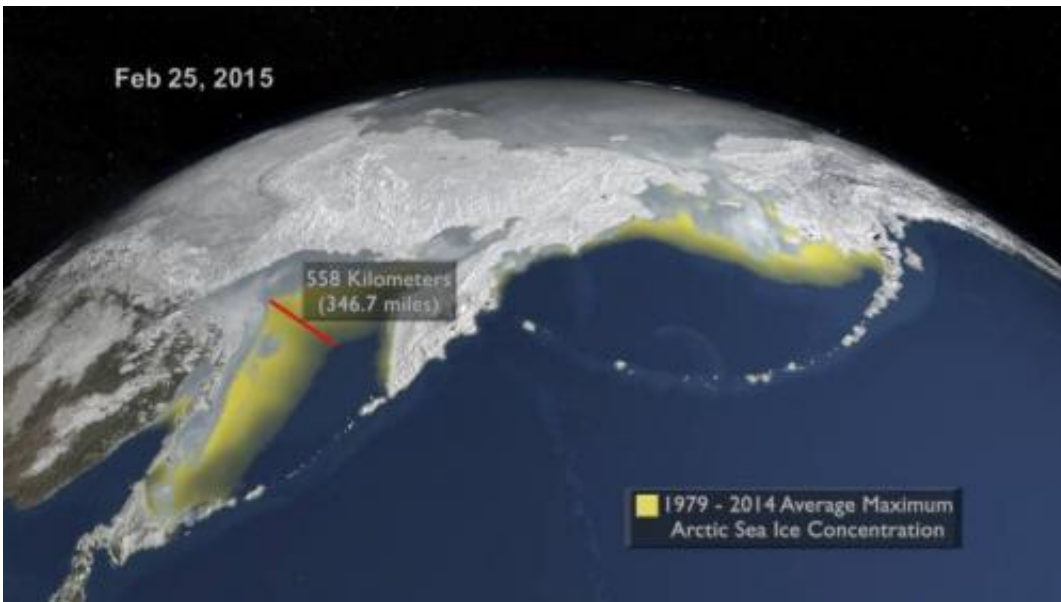 Feb 25, 2015
558 Kilometers
(346.7 miles)
1979 - 2014 Average Maximum
Arctic Sea Ice Concentration